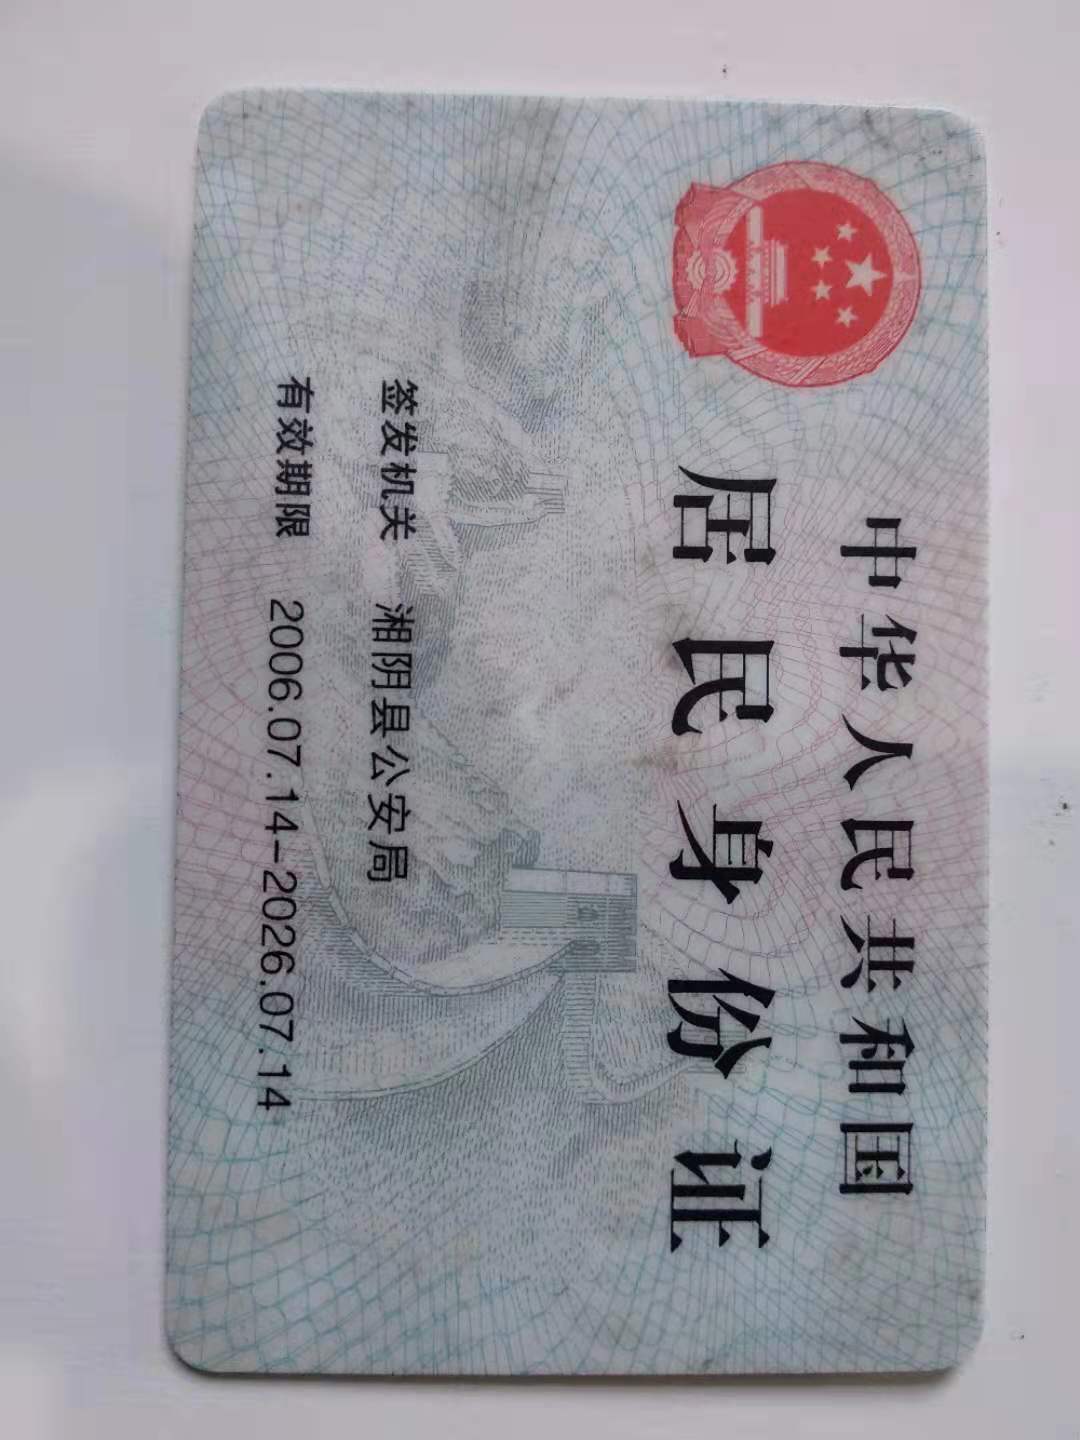 中华人民共和国
居民身份证
签发机关 湘阴县公安局
有效期限 2006.07.14-2026.07.14